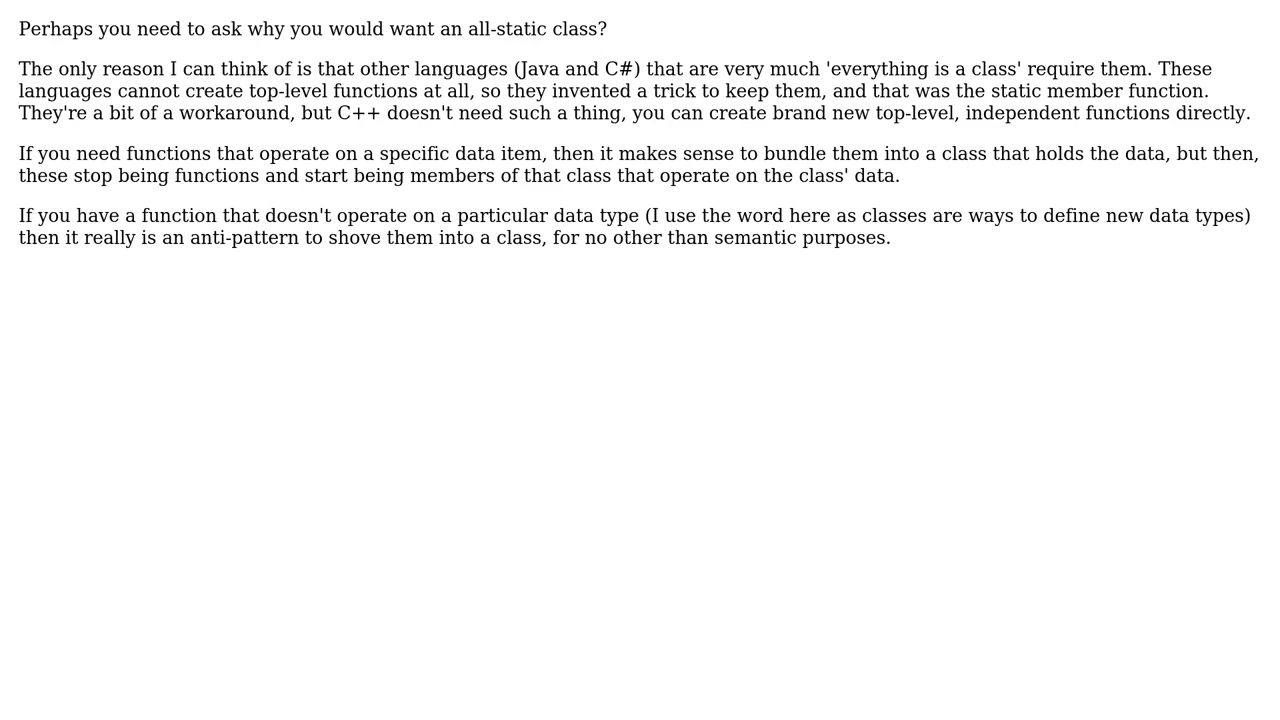 Perhaps you need to ask why you would want an all-static class?
The only reason I can think of is that other languages (Java and C#) that are very much 'everything is a class' require them. These
languages cannot create top-level functions at all, so they invented a trick to keep them, and that was the static member function.
They're a bit of a workaround, but C++ doesn't need such a thing, you can create brand new top-level, independent functions directly.
If you need functions that operate on a specific data item, then it makes sense to bundle them into a class that holds the data, but then,
these stop being functions and start being members of that class that operate on the class' data.
If you have a function that doesn't operate on a particular data type (I use the word here as classes are ways to define new data types)
then it really is an anti-pattern to shove them into a class, for no other than semantic purposes.